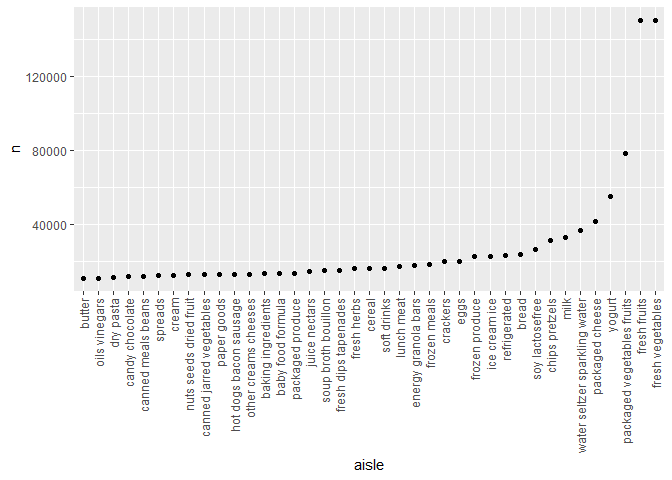 120000
80000
40000
n
butter
oils vinegars
dry pasta
candy chocolate
canned meals beans
spreads
cream
nuts seeds dried fruit
canned jarred vegetables
paper goods
hot dogs bacon sausage
other creams cheeses
baking ingredients
baby food formula
packaged produce
juice nectars
soup broth bouillon
fresh dips tapenades
fresh herbs
cereal
soft drinks
lunch meat
energy granola bars
frozen meals
crackers
eggs
frozen produce
ice cream ice
refrigerated
bread
soy lactosefree
chips pretzels
milk
water seltzer sparkling water
packaged cheese
yogurt
packaged vegetables fruits
fresh fruits
fresh vegetables
aisle